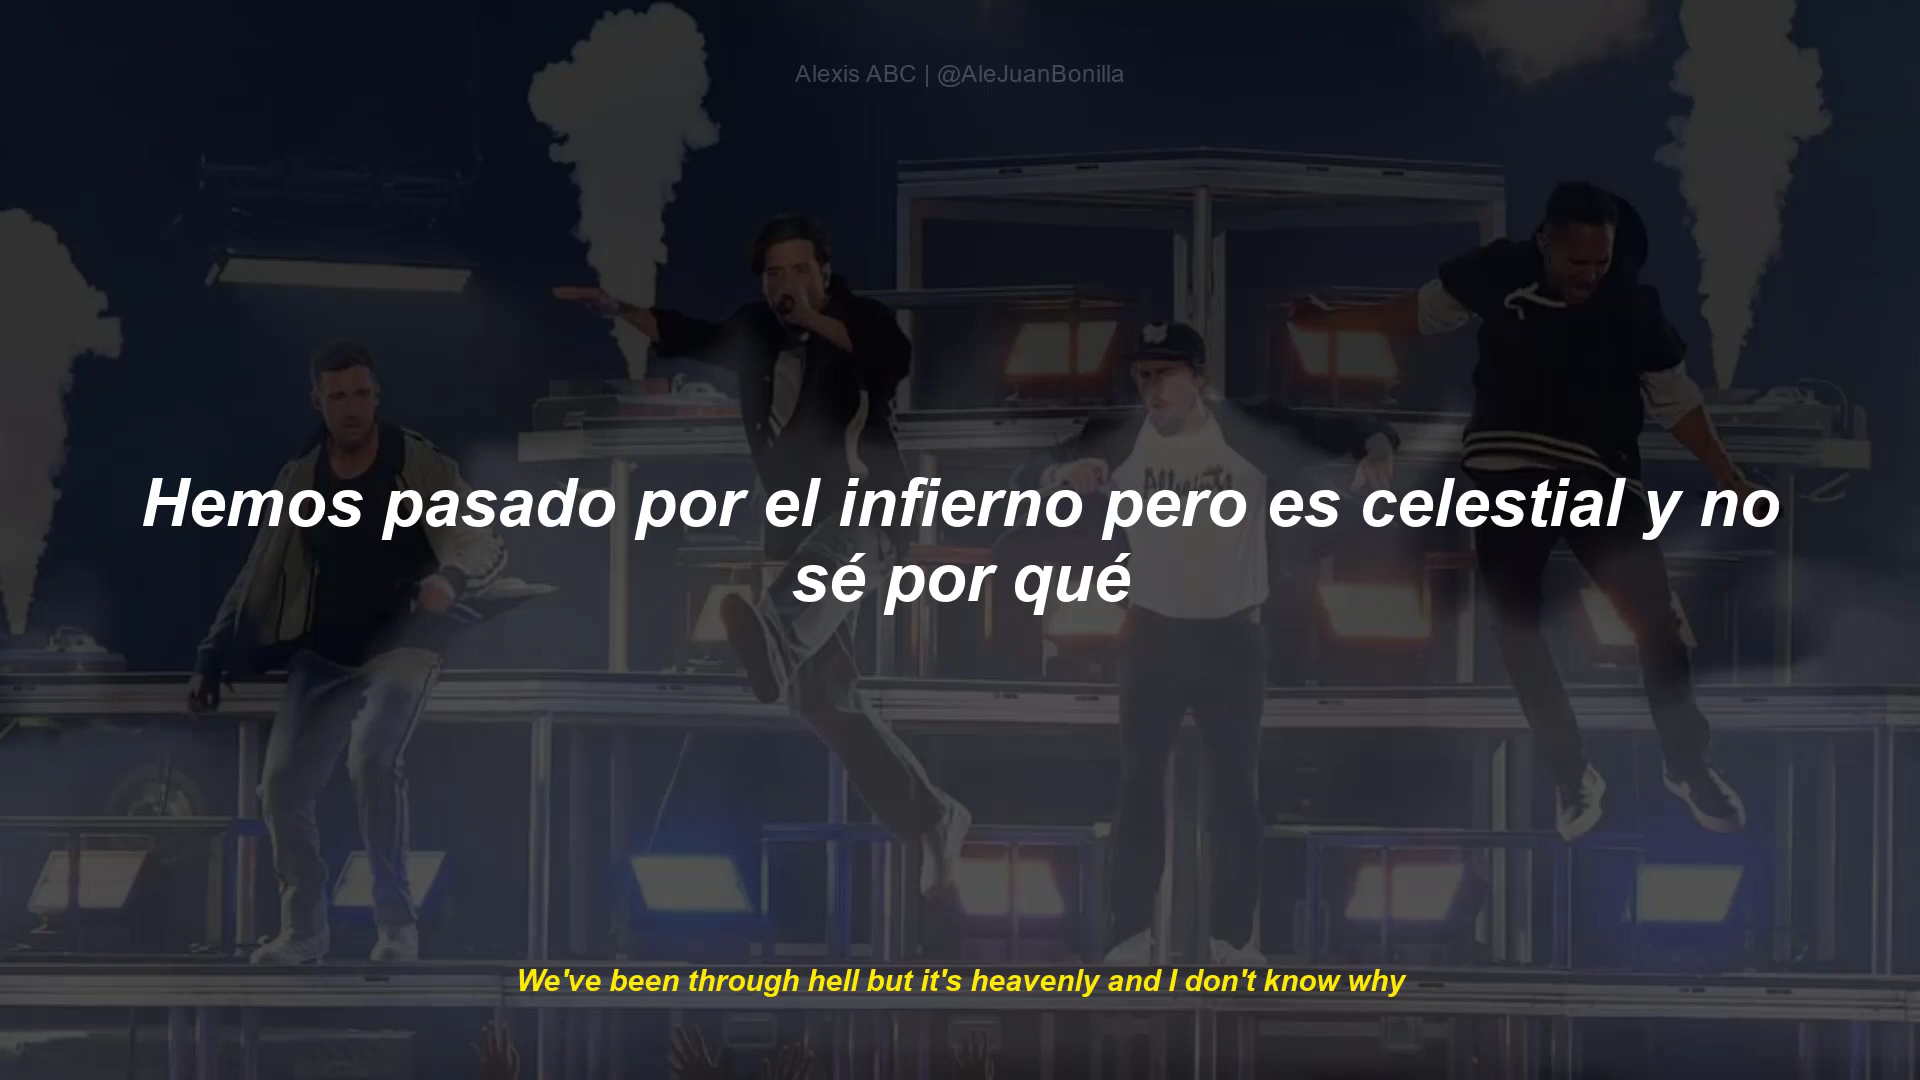 Alexis ABC | @AleJuanBonilla
Hemos pasado por el infierno pero es celestial y no
sé por qué
We've been through hell but it's heavenly and I don't know why